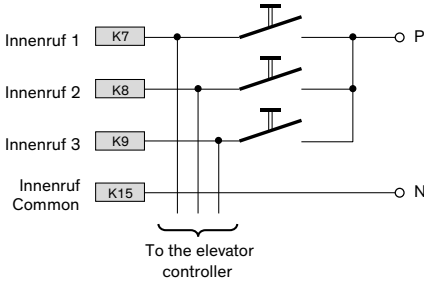 Innenruf 1 K7 P
Innenruf 2 K8
Innenruf 3 K9
Innenruf
Common K15 N
To the elevator
controller